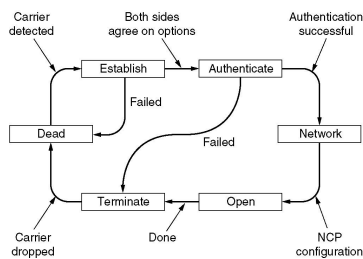 Carrier
detected
Both sides
agree on options
Authentication
successful
Establish
Authenticate
Failed
Dead
Failed
Network
Terminate
Open
Carrier
dropped
Done
NCP
configuration